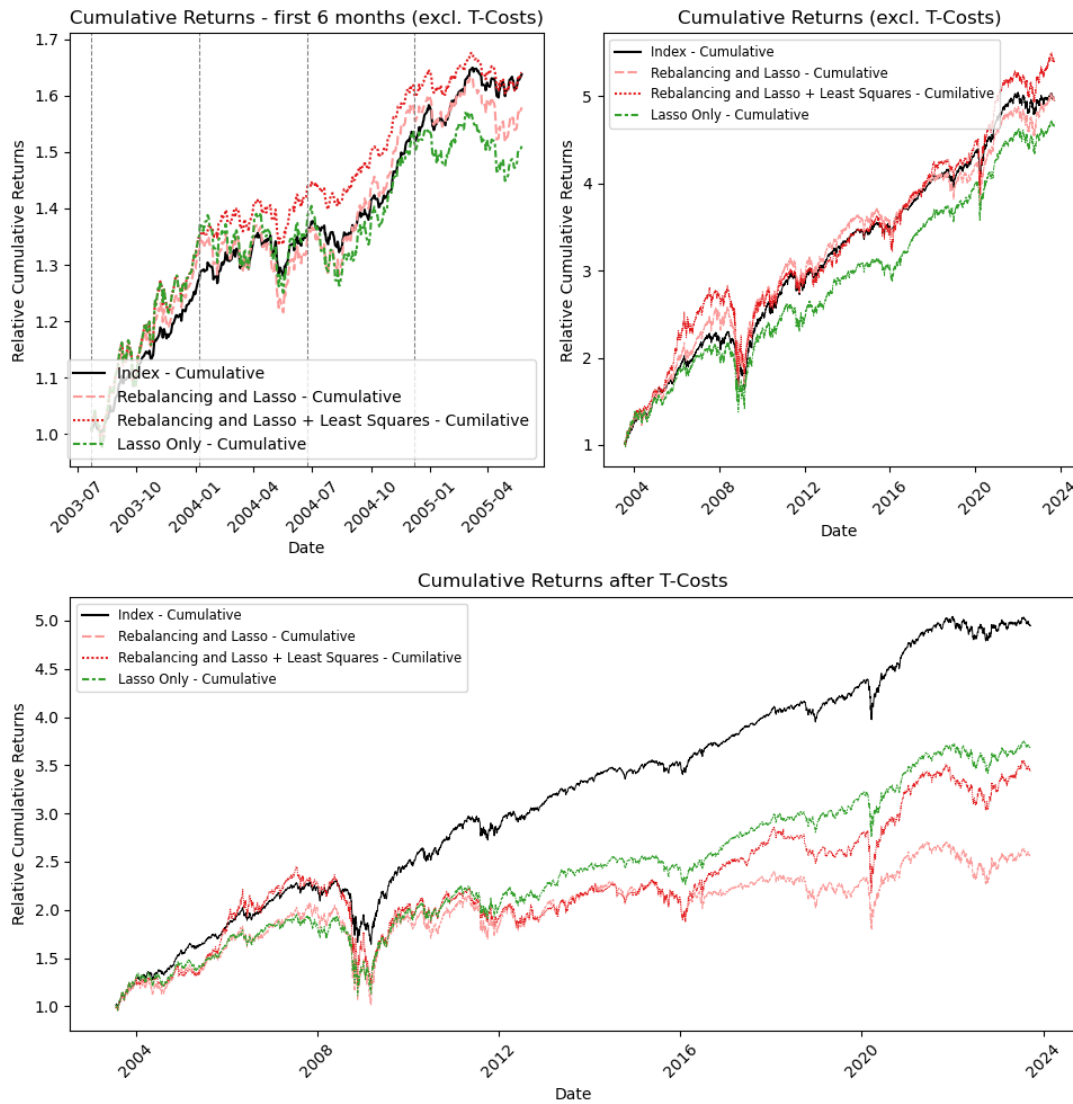 Cumulative Returns - first 6 months (excl. T-Costs)
Relative Cumulative Returns
1.7
1.6
1.5
1.4
1.3
1.2
1.1
1.0
Index - Cumulative
Rebalancing and Lasso - Cumulative
Rebalancing and Lasso + Least Squares - Cumilative
Lasso Only - Cumulative
2003-07
2003-10
2004-01
2004-04
2004-07
2004-10
2005-01
2005-04
Date
Cumulative Returns (excl. T-Costs)
Relative Cumulative Returns
5
4
3
2
1
Index - Cumulative
Rebalancing and Lasso - Cumulative
Rebalancing and Lasso + Least Squares - Cumilative
Lasso Only - Cumulative
2004
2008
2012
2016
2020
2024
Date
Cumulative Returns after T-Costs
Relative Cumulative Returns
5.0
4.5
4.0
3.5
3.0
2.5
2.0
1.5
1.0
Index - Cumulative
Rebalancing and Lasso - Cumulative
Rebalancing and Lasso + Least Squares - Cumilative
Lasso Only - Cumulative
2004
2008
2012
2016
2020
2024
Date